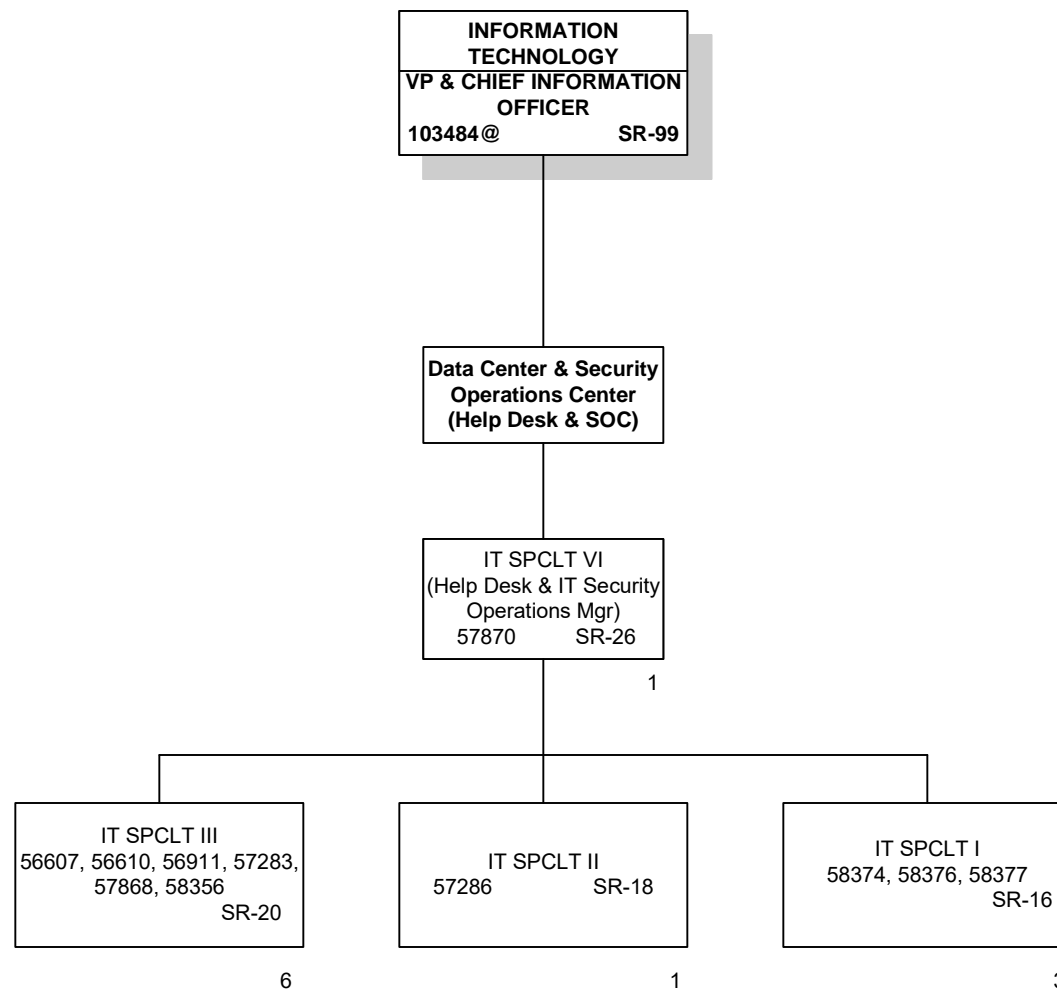 INFORMATION
TECHNOLOGY
VP & CHIEF INFORMATION
OFFICER
103484@ SR-99
Data Center & Security
Operations Center
(Help Desk & SOC)
IT SPCLT VI
(Help Desk & IT Security
Operations Mgr)
57870 SR-26
1
IT SPCLT III
56607, 56610, 56911, 57283,
57868, 58356
SR-20
6
IT SPCLT II
57286 SR-18
1
IT SPCLT I
58374, 58376, 58377
SR-16
3